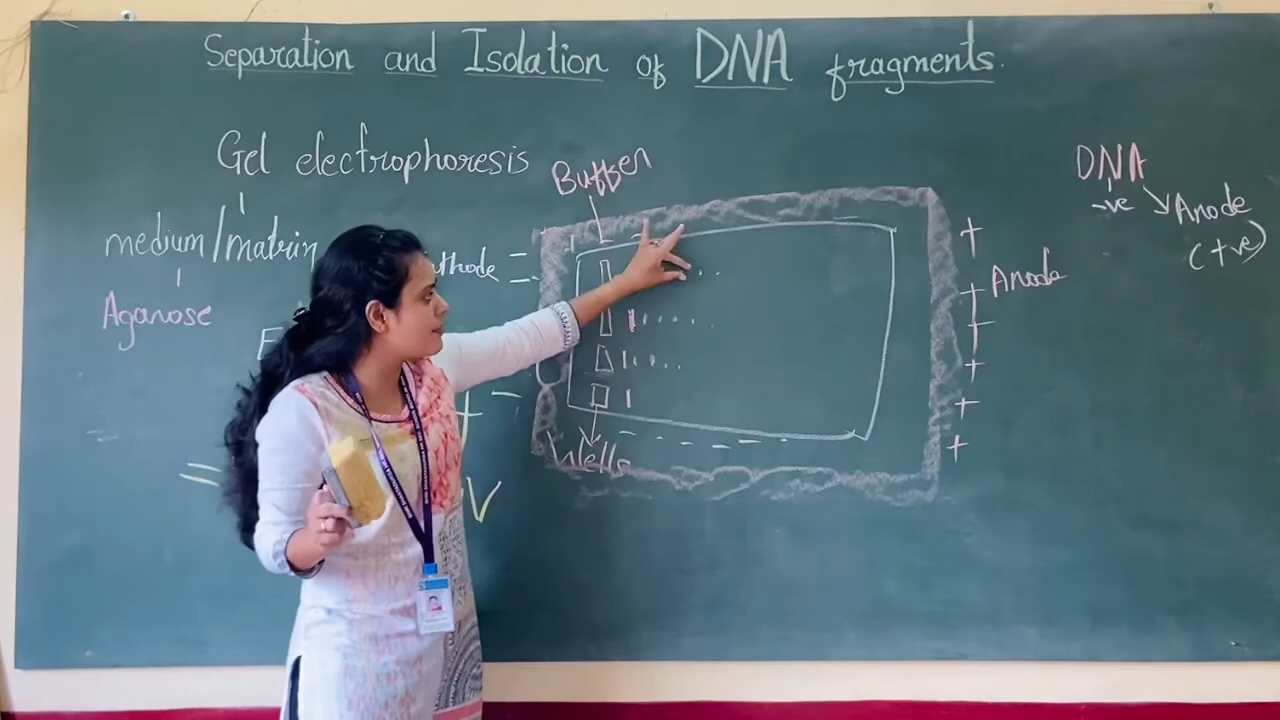 Separation and Isolation of DNA fragments.
Gel electrophoresis
medium/matrix
Agarose
Buffer
Wells
+
Anode
DNA
-ve
Anode
(+ve)